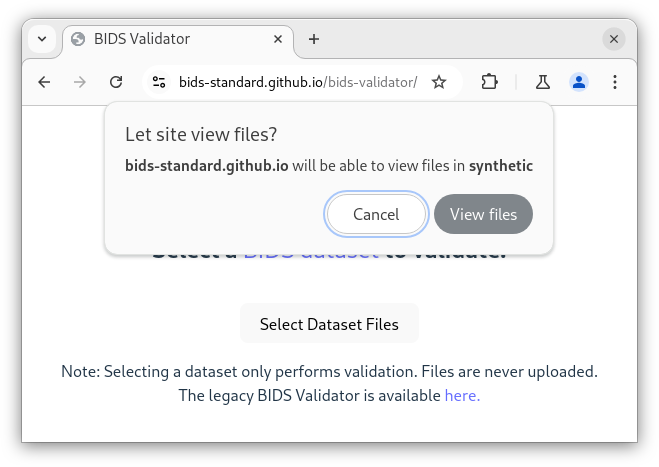 BIDS Validator
bids-standard.github.io/bids-validator/
Let site view files?
bids-standard.github.io will be able to view files in synthetic
Cancel
View files
Select a BIDS dataset to validate.
Select Dataset Files
Note: Selecting a dataset only performs validation. Files are never uploaded.
The legacy BIDS Validator is available here.